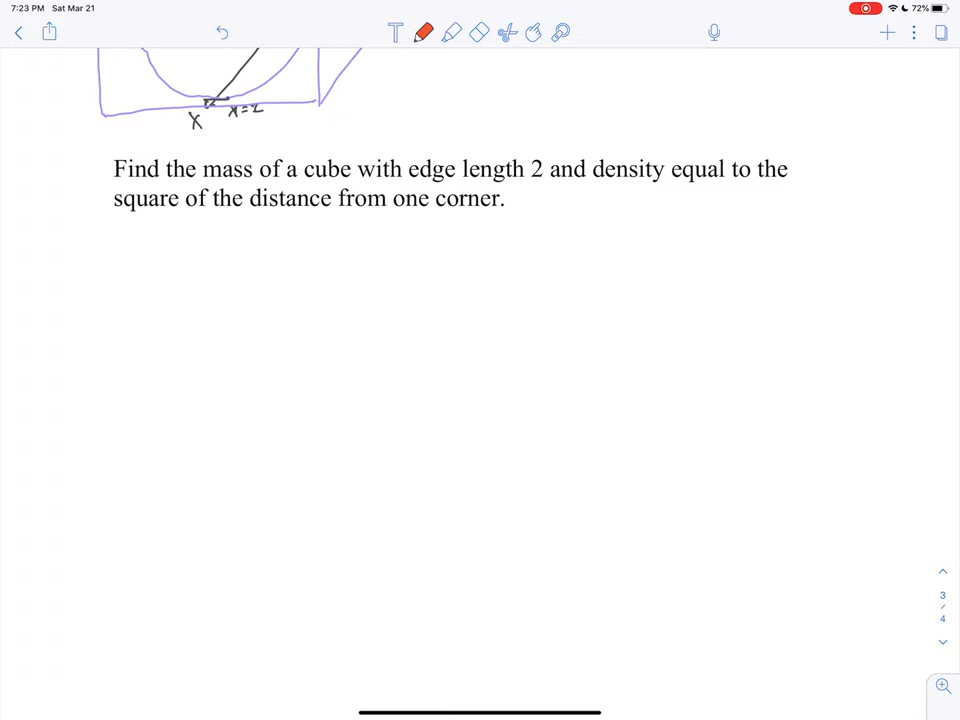 7:23 PM Sat Mar 21
72%
T
x=2
X
Find the mass of a cube with edge length 2 and density equal to the
square of the distance from one corner.
3
/
4